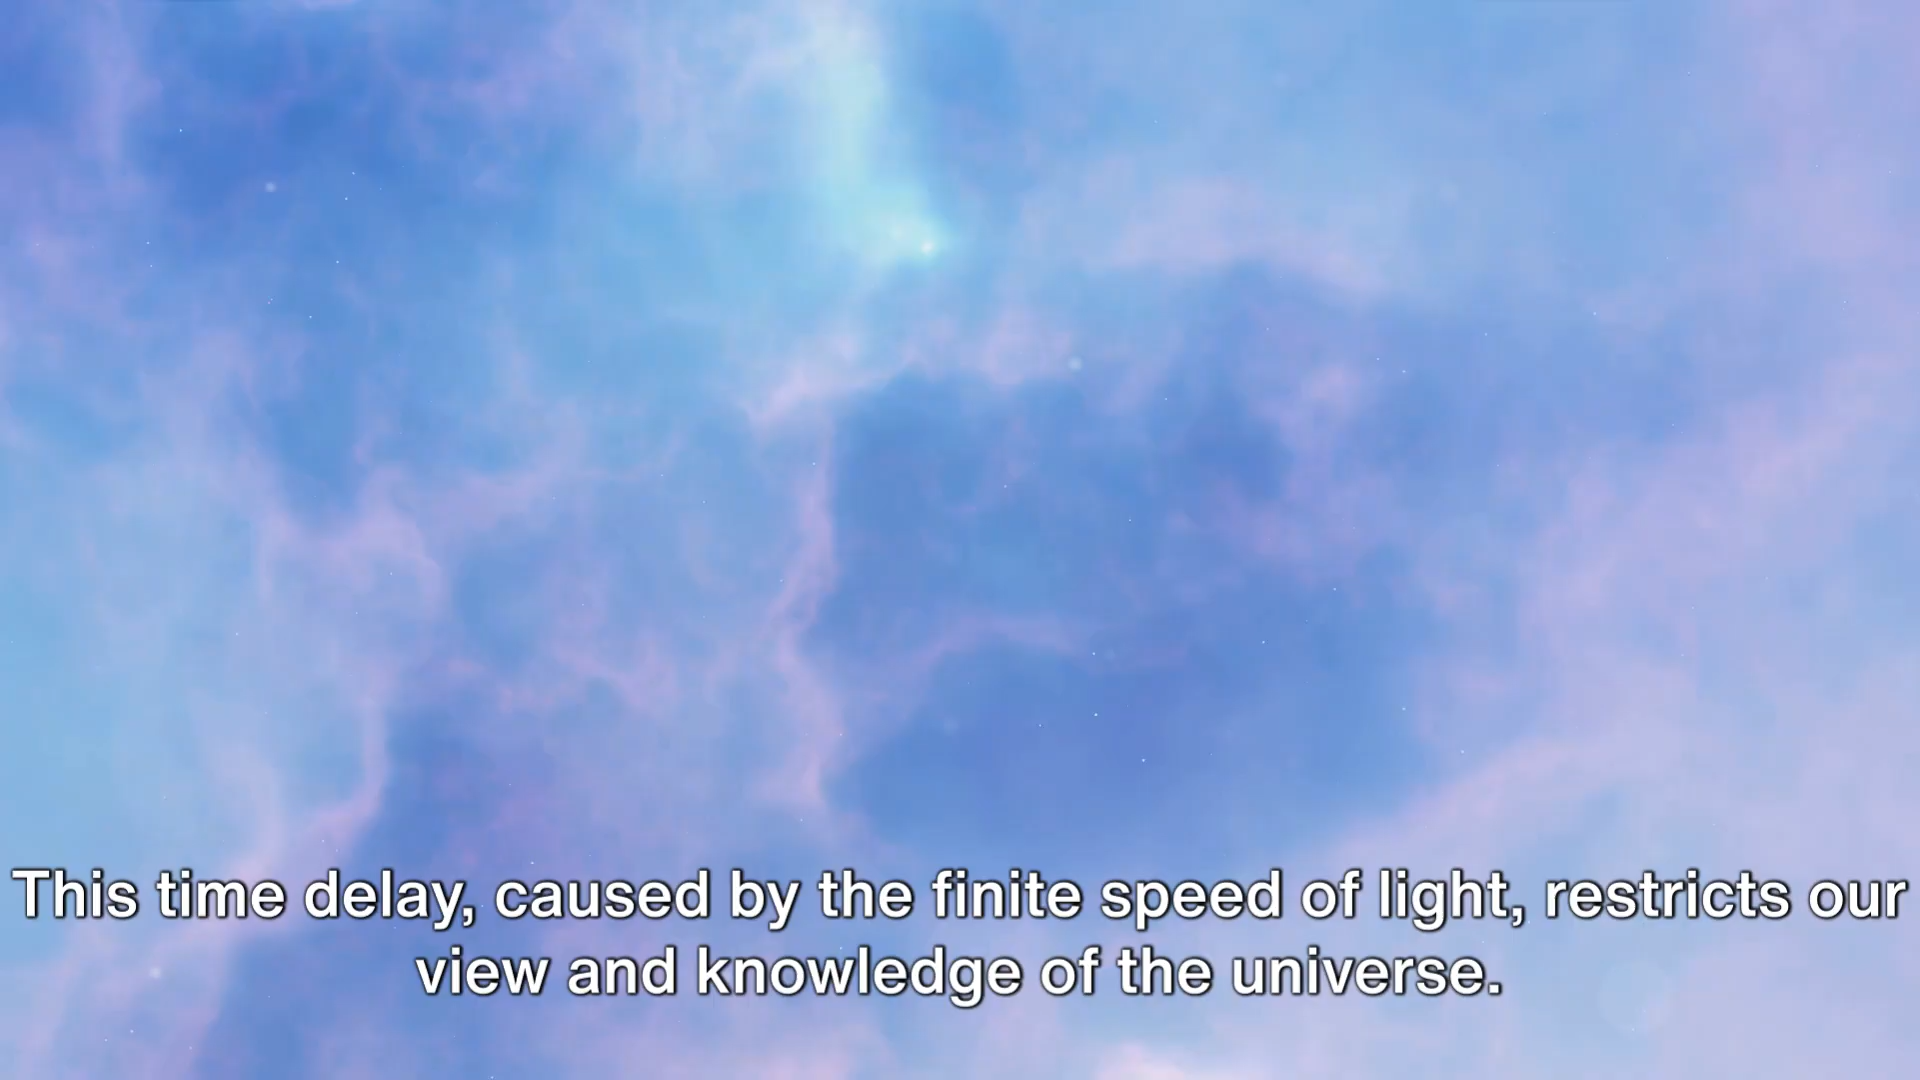 This time delay, caused by the finite speed of light, restricts our
view and knowledge of the universe.